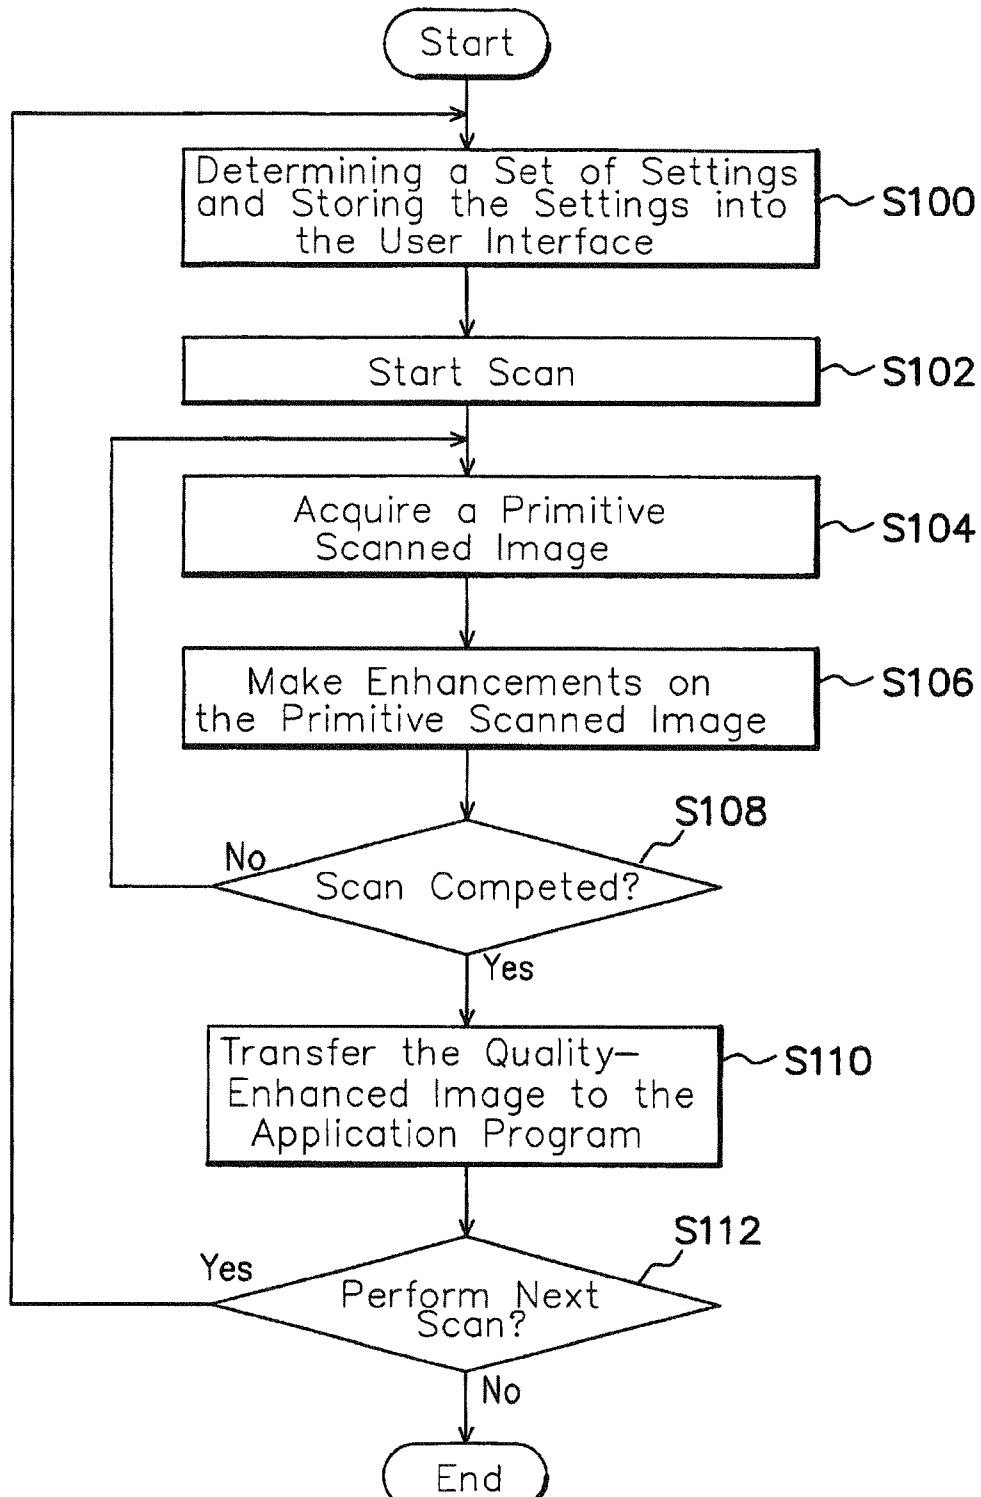 Start
Determining a Set of Settings
and Storing the Settings into
the User Interface
S100
Start Scan
S102
Acquire a Primitive
Scanned Image
S104
Make Enhancements on
the Primitive Scanned Image
S106
S108
No
Scan Competed?
Yes
Transfer the Quality-
Enhanced Image to the
Application Program
S110
S112
Yes
Perform Next
Scan?
No
End